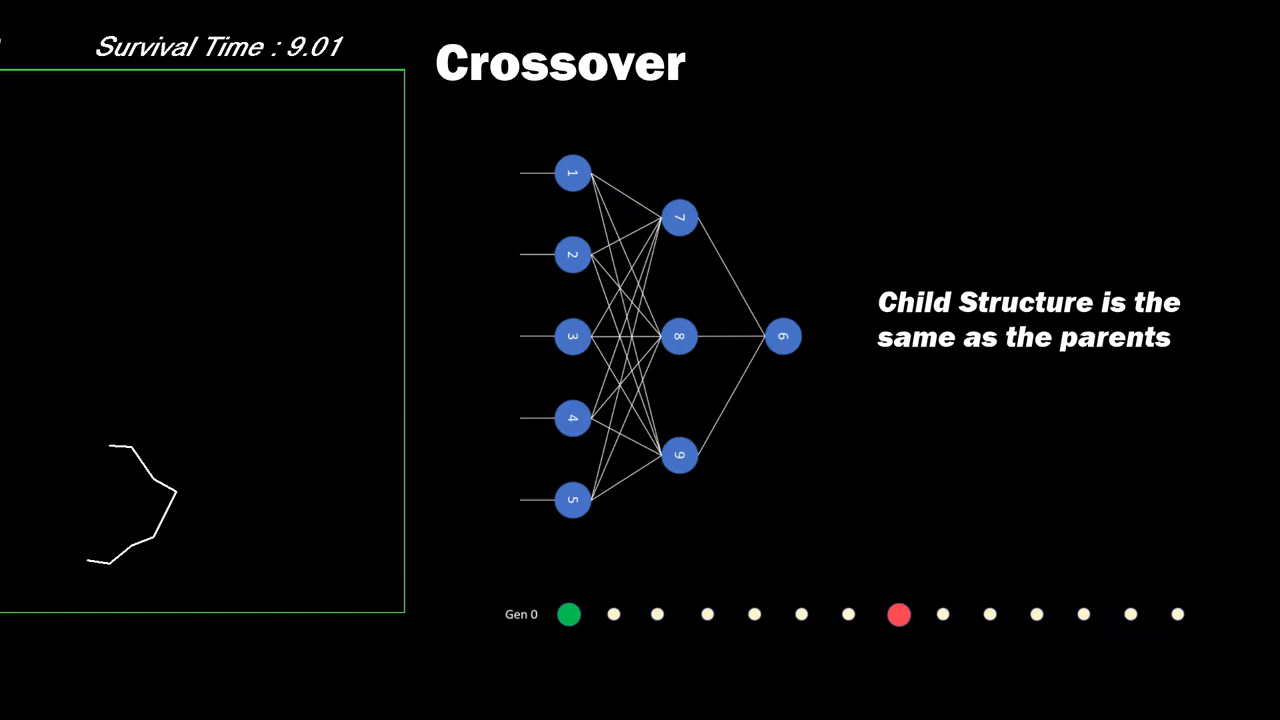 Survival Time : 9.01
Crossover
1
7
2
3
8
6
4
9
5
Child Structure is the
same as the parents
Gen 0